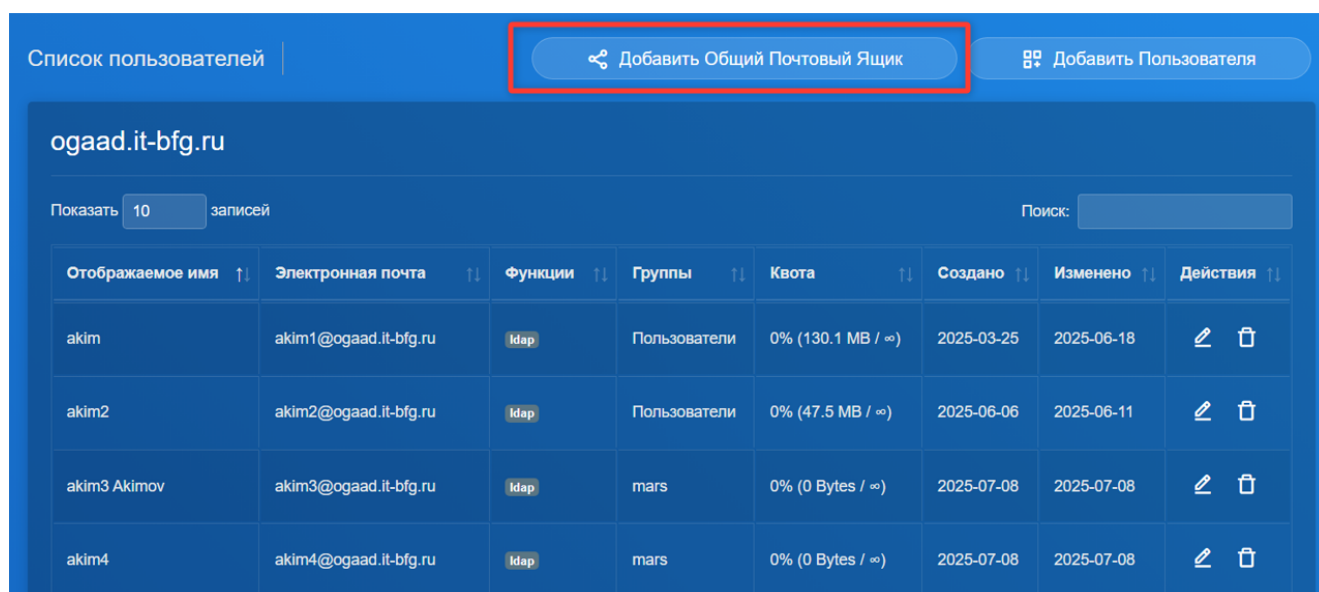 Список пользователей
Добавить Общий Почтовый Ящик
Добавить Пользователя
ogaad.it-bfg.ru
Показать 10 записей
Поиск:
Отображаемое имя Электронная почта Функции Группы Квота Создано Изменено Действия
akim akim1@ogaad.it-bfg.ru ldap Пользователи 0% (130.1 MB / ∞) 2025-03-25 2025-06-18
akim2 akim2@ogaad.it-bfg.ru ldap Пользователи 0% (47.5 MB / ∞) 2025-06-06 2025-06-11
akim3 Akimov akim3@ogaad.it-bfg.ru ldap mars 0% (0 Bytes / ∞) 2025-07-08 2025-07-08
akim4 akim4@ogaad.it-bfg.ru ldap mars 0% (0 Bytes / ∞) 2025-07-08 2025-07-08